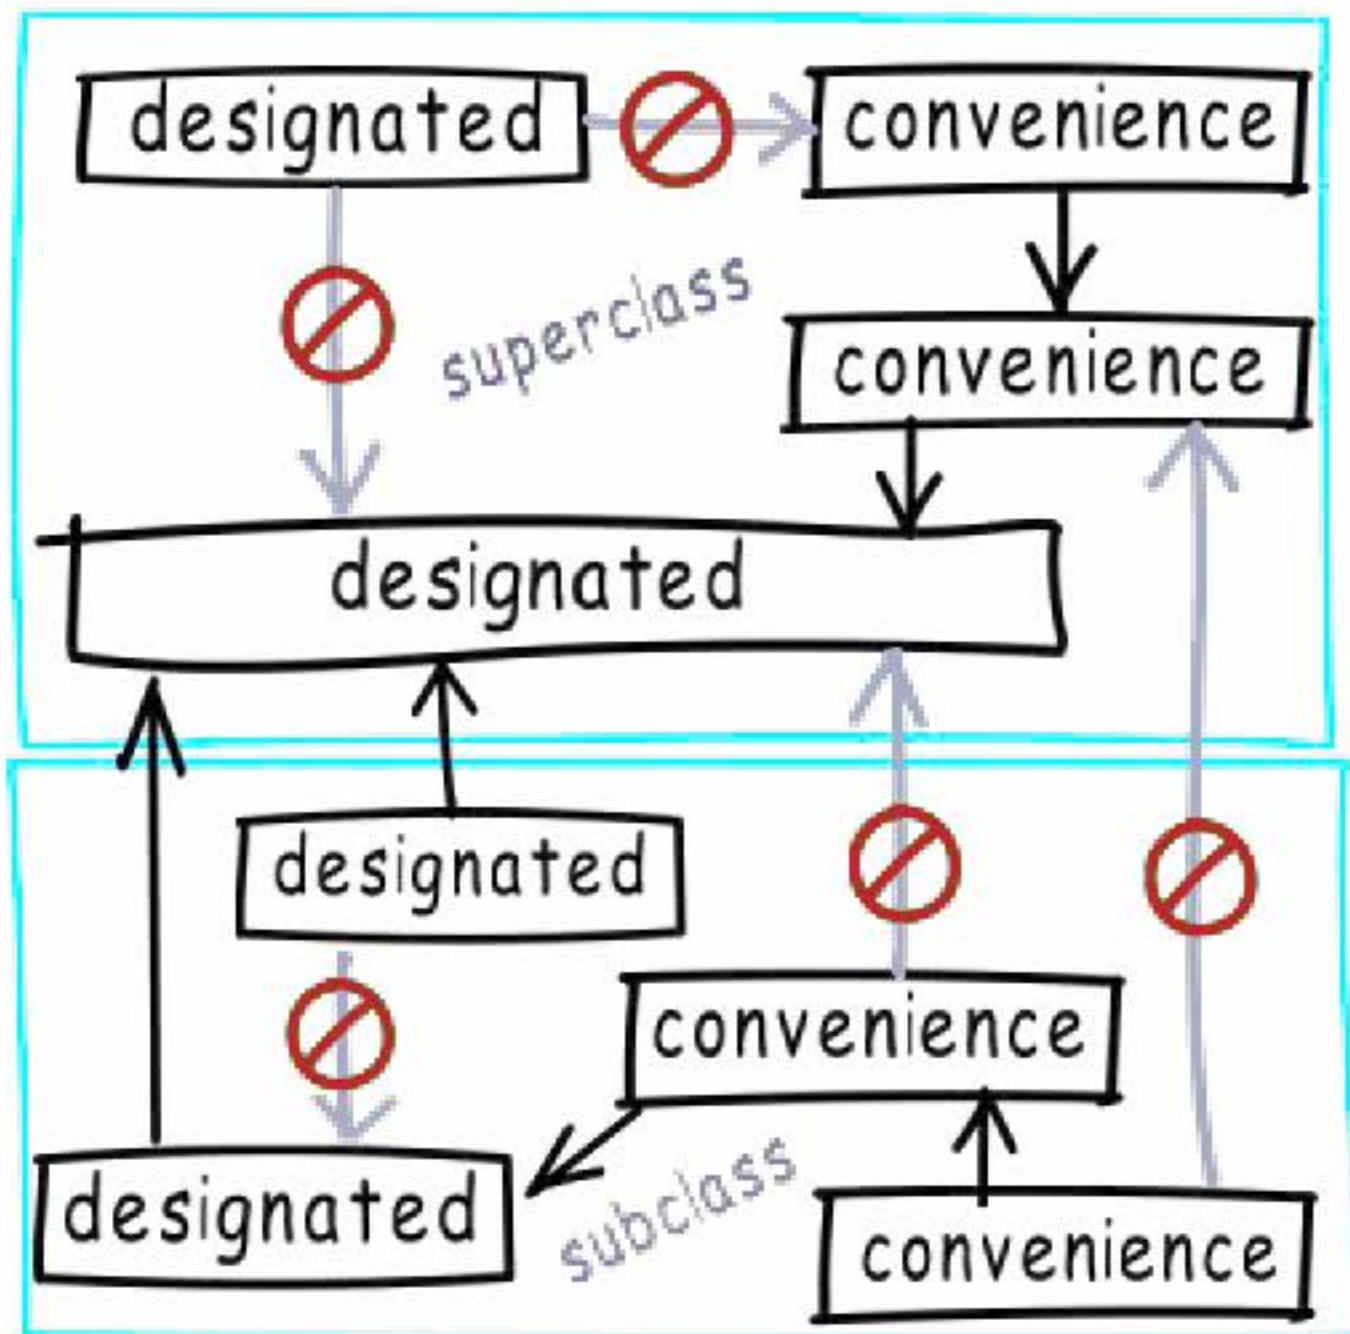 designated
convenience
superclass
convenience
designated
designated
convenience
designated
subclass
convenience